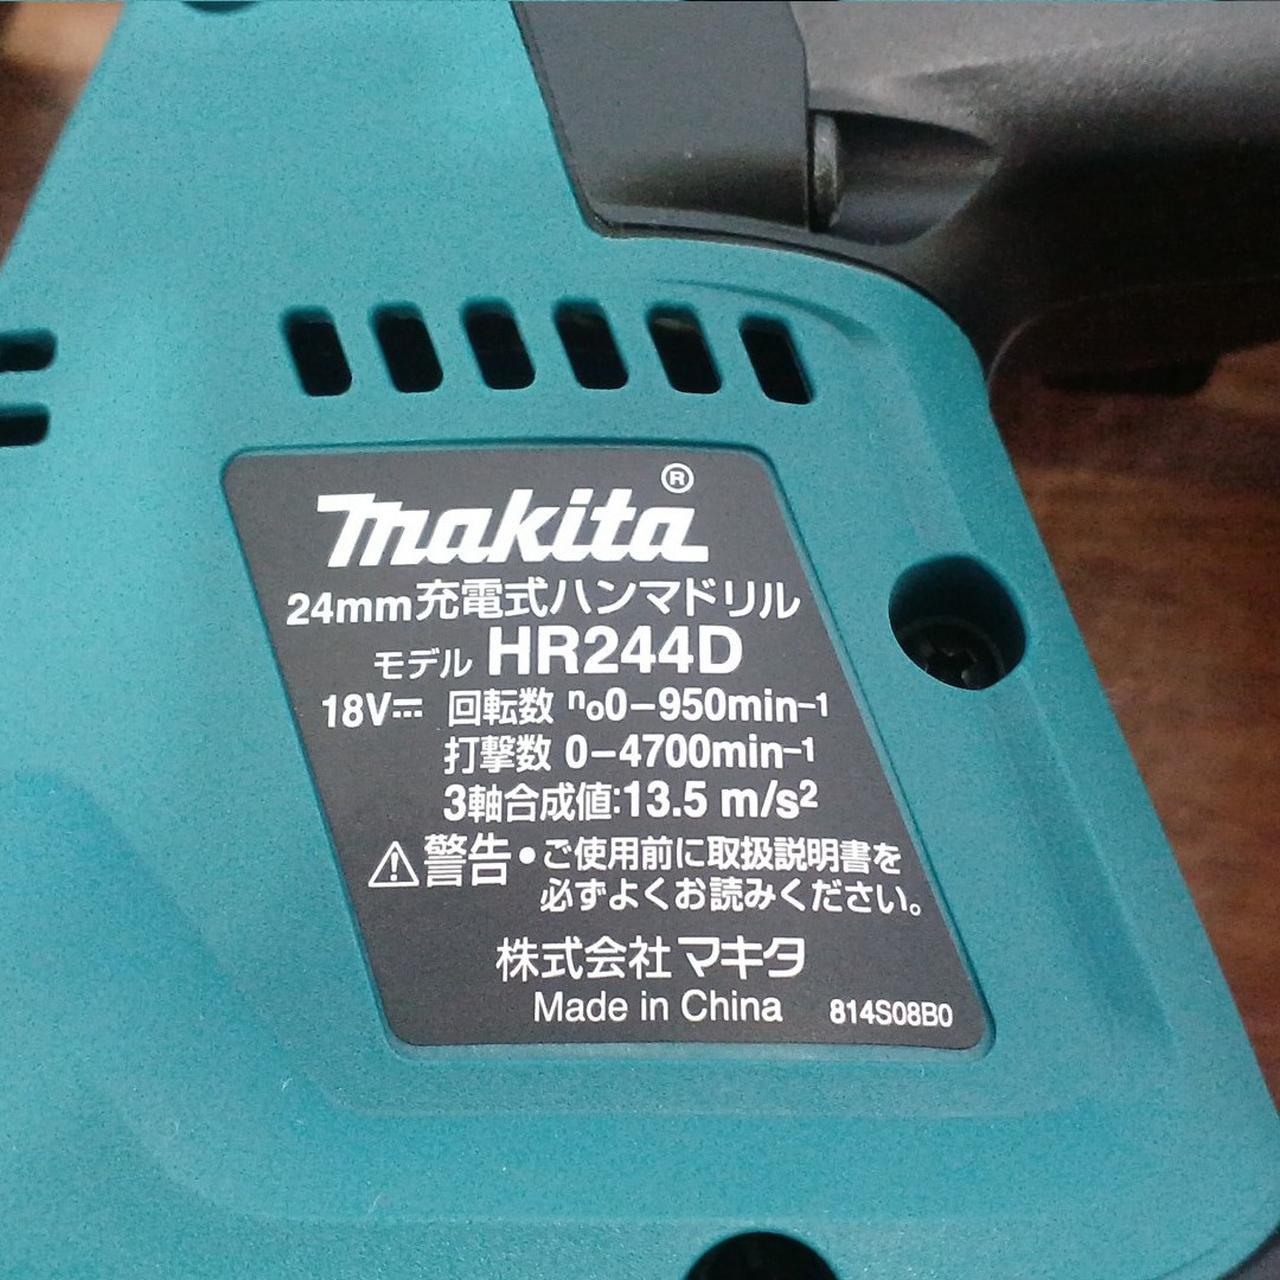 makita®
24mm充電式ハンマドリル
モデル HR244D
18V⎓ 回転数 n₀0−950min−1
打撃数 0−4700min−1
3軸合成値:13.5 m/s2
⚠警告・ご使用前に取扱説明書を
必ずよくお読みください。
株式会社マキタ
Made in China 814S08B0